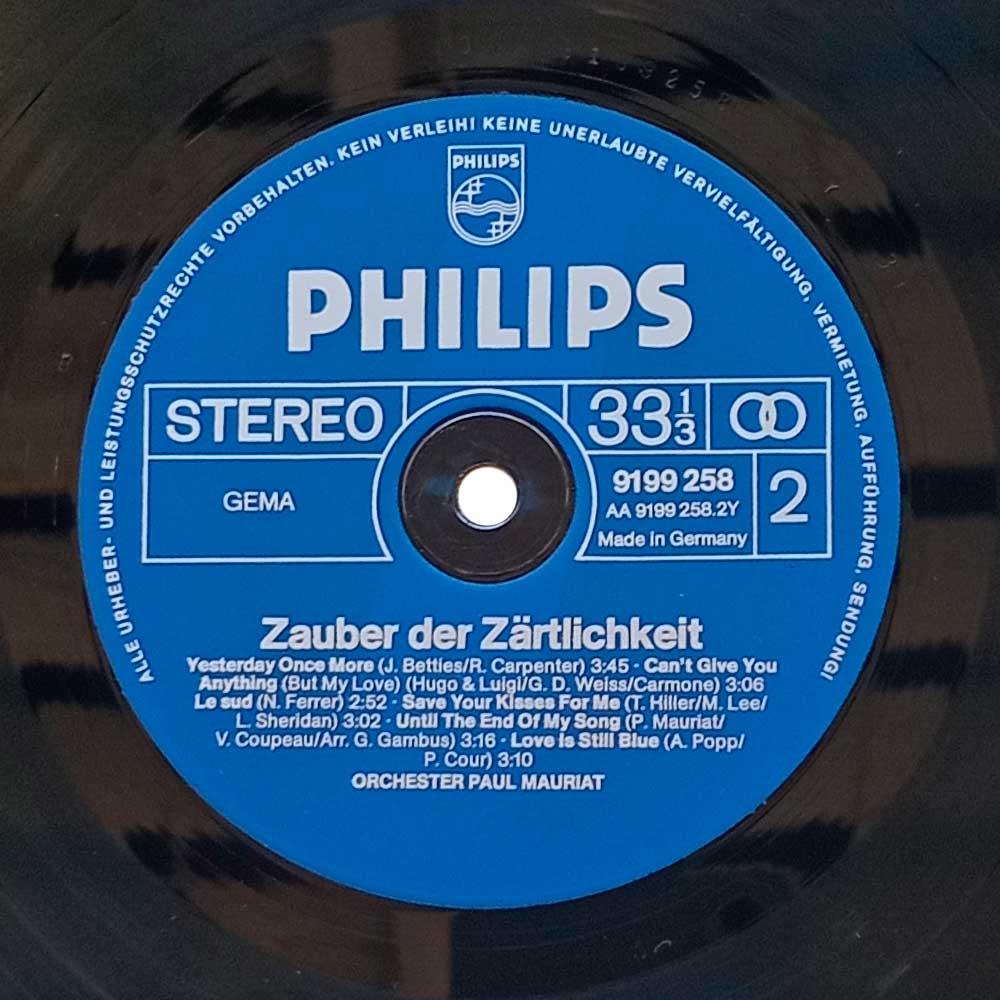 ALLE URHEBER- UND LEISTUNGSSCHUTZRECHTE VORBEHALTEN. KEIN VERLEIH! KEINE UNERLAUBTE VERVIELFÄLTIGUNG, VERMIETUNG, AUFFÜHRUNG, SENDUNG!
PHILIPS
PHILIPS
STEREO
33 1/3
GEMA
9199 258
AA 9199 258.2Y
Made in Germany
2
Zauber der Zärtlichkeit
Yesterday Once More (J. Betties/R. Carpenter) 3:45 · Can't Give You
Anything (But My Love) (Hugo & Luigi/G. D. Weiss/Carmone) 3:06
Le sud (N. Ferrer) 2:52 · Save Your Kisses For Me (T. Hiller/M. Lee/
L. Sheridan) 3:02 · Until The End Of My Song (P. Mauriat/
V. Coupeau/Arr. G. Gambus) 3:16 · Love Is Still Blue (A. Popp/
P. Cour) 3:10
ORCHESTER PAUL MAURIAT